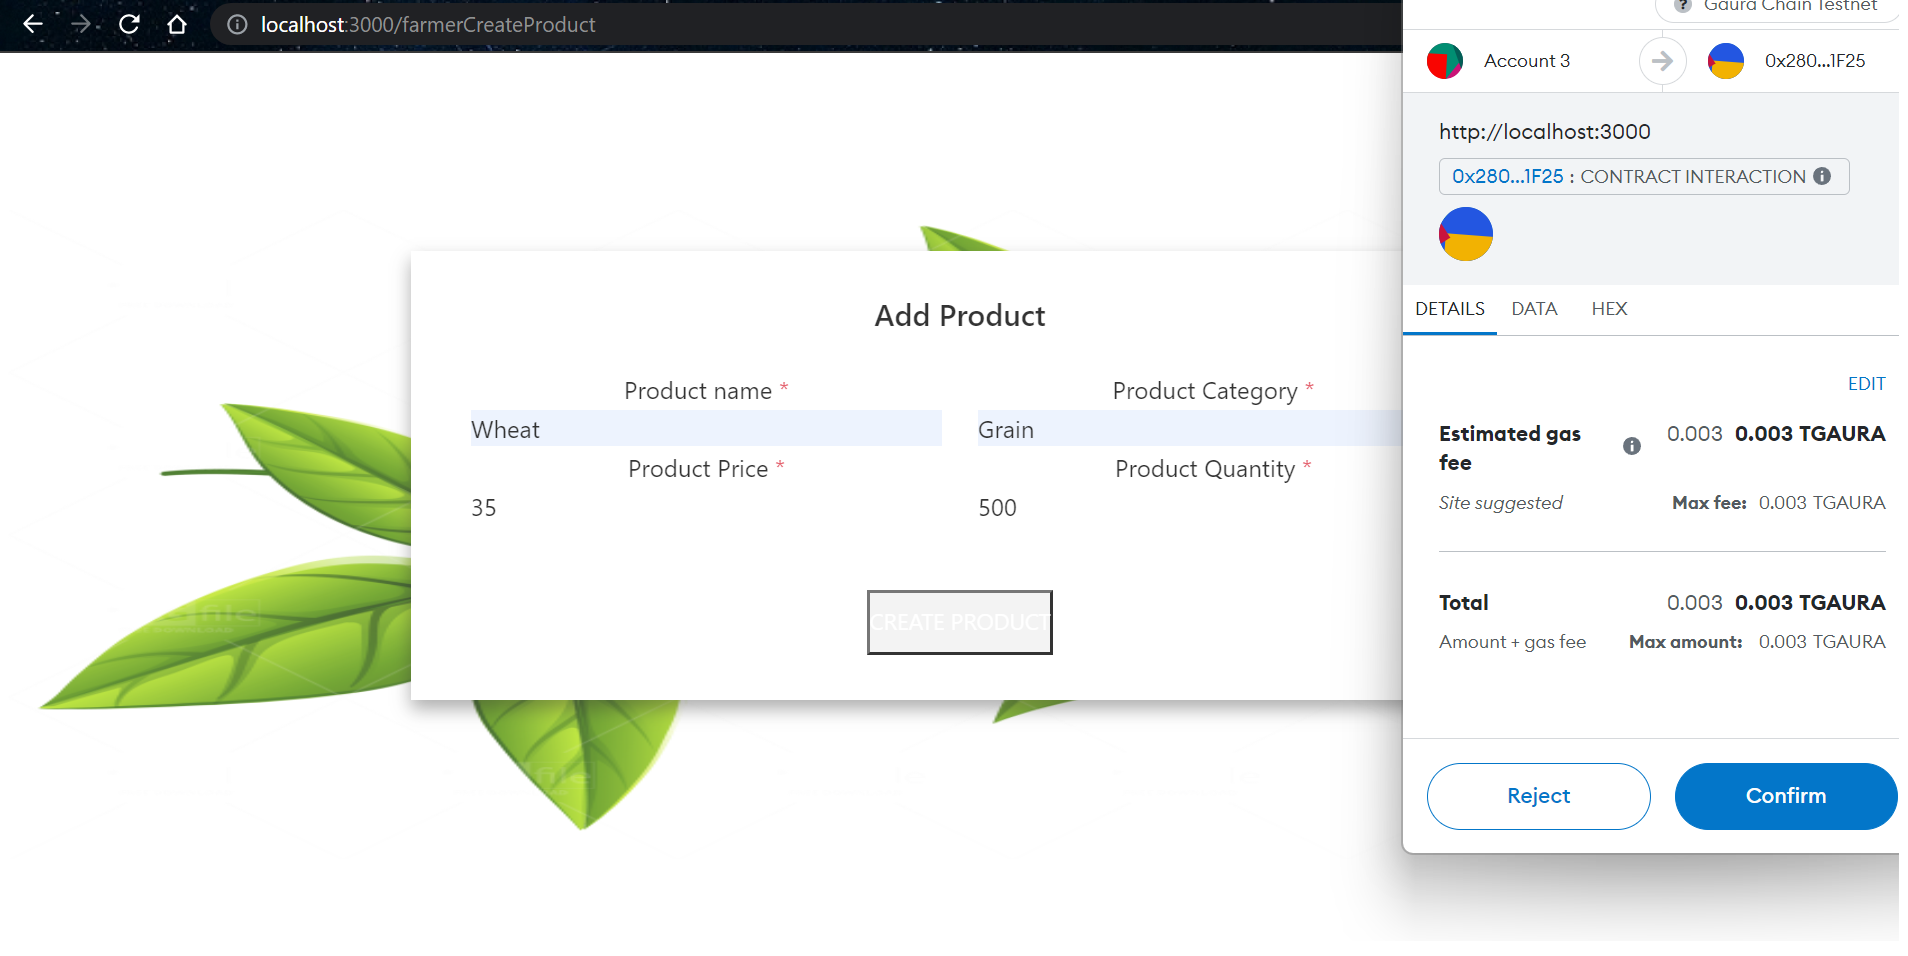 localhost:3000/farmerCreateProduct
Gaura Chain Testnet
Account 3
0x280...1F25
http://localhost:3000
0x280...1F25 : CONTRACT INTERACTION
DETAILS DATA HEX
EDIT
Estimated gas fee
0.003 0.003 TGAURA
Site suggested
Max fee: 0.003 TGAURA
Total
0.003 0.003 TGAURA
Amount + gas fee
Max amount: 0.003 TGAURA
Reject
Confirm
Add Product
Product name *
Product Category *
Wheat
Grain
Product Price *
Product Quantity *
35
500
CREATE PRODUCT